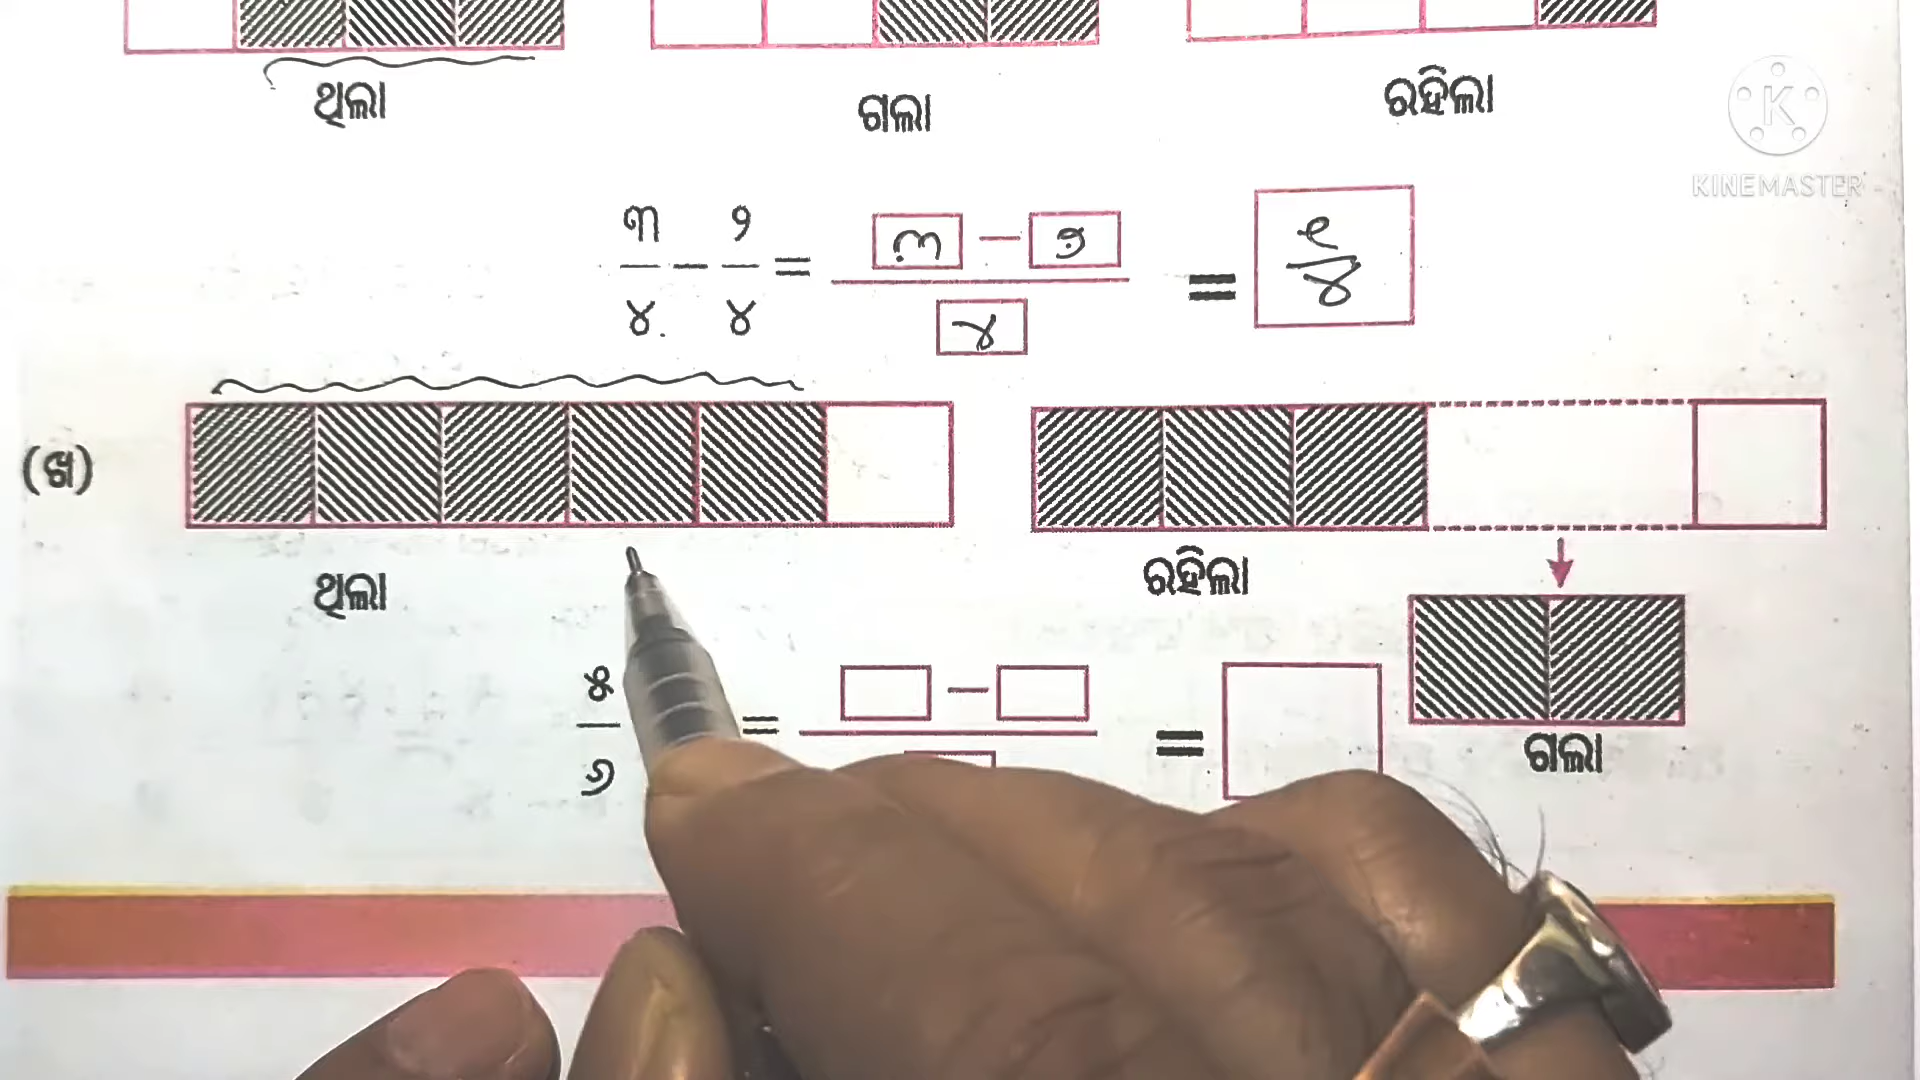 ଥିଲା ଗଲା ରହିଲା
KINEMASTER
୩/୪ - ୨/୪ = ୩ - ୨ / ୪ = ୧/୪
(ଖ)
ଥିଲା ରହିଲା
୫/୬ = - =
ଗଲା